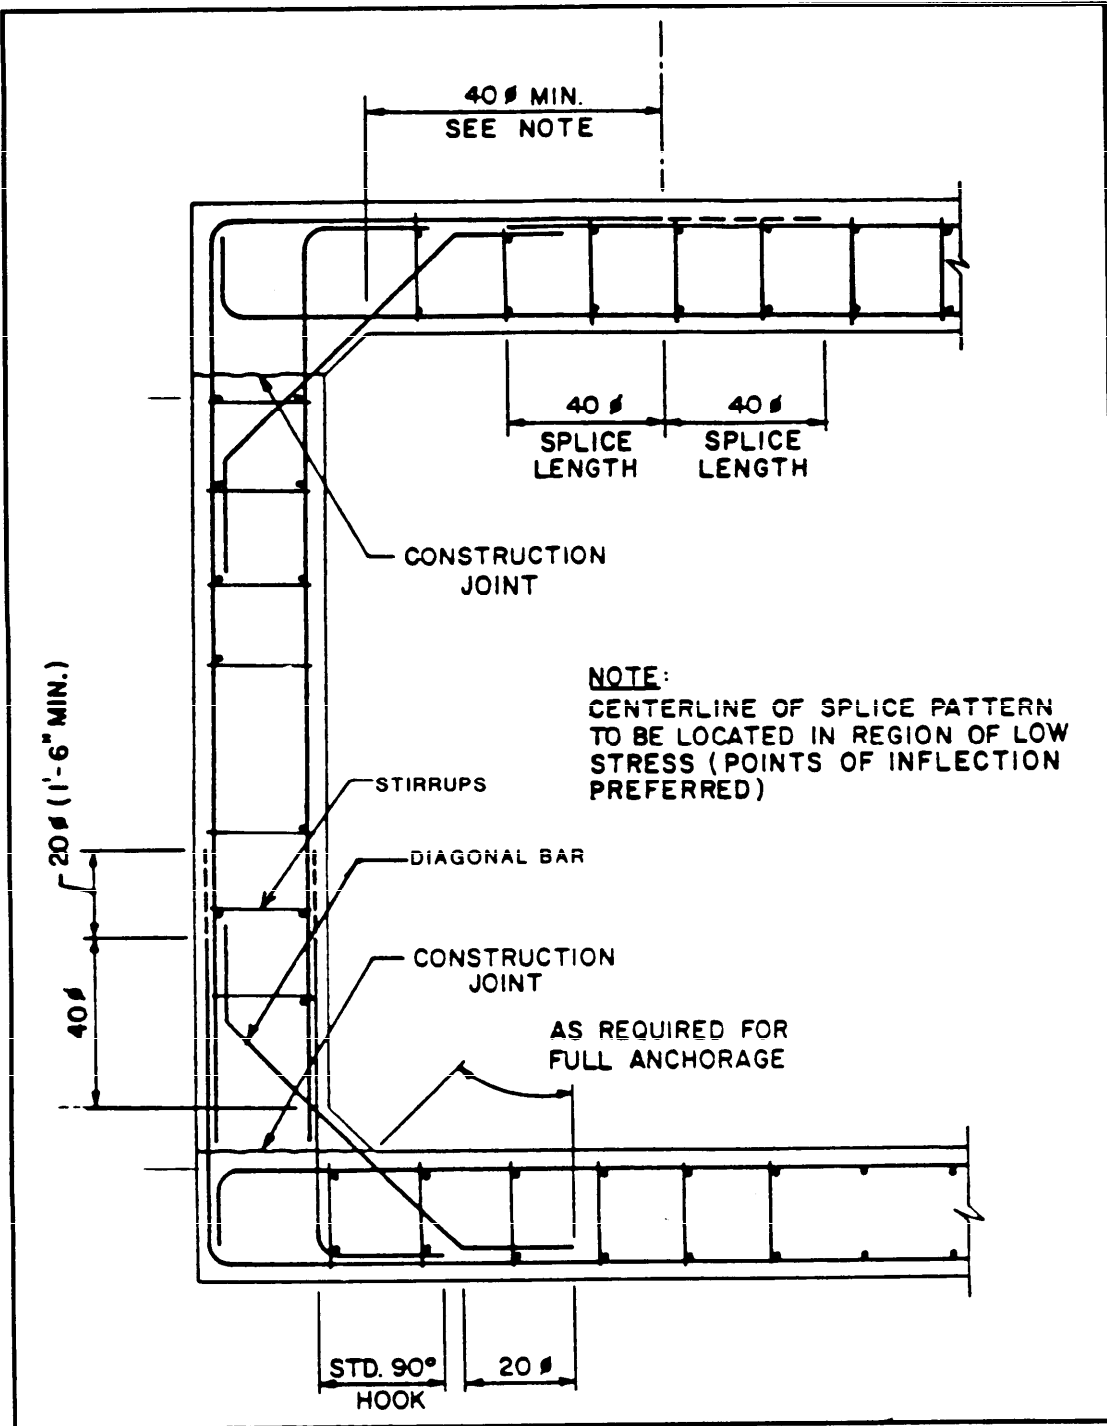 40ø MIN.
SEE NOTE
40ø
SPLICE
LENGTH
40ø
SPLICE
LENGTH
CONSTRUCTION
JOINT
NOTE:
CENTERLINE OF SPLICE PATTERN
TO BE LOCATED IN REGION OF LOW
STRESS (POINTS OF INFLECTION
PREFERRED)
20ø (1'-6" MIN.)
STIRRUPS
DIAGONAL BAR
CONSTRUCTION
JOINT
40ø
AS REQUIRED FOR
FULL ANCHORAGE
STD. 90°
HOOK
20ø